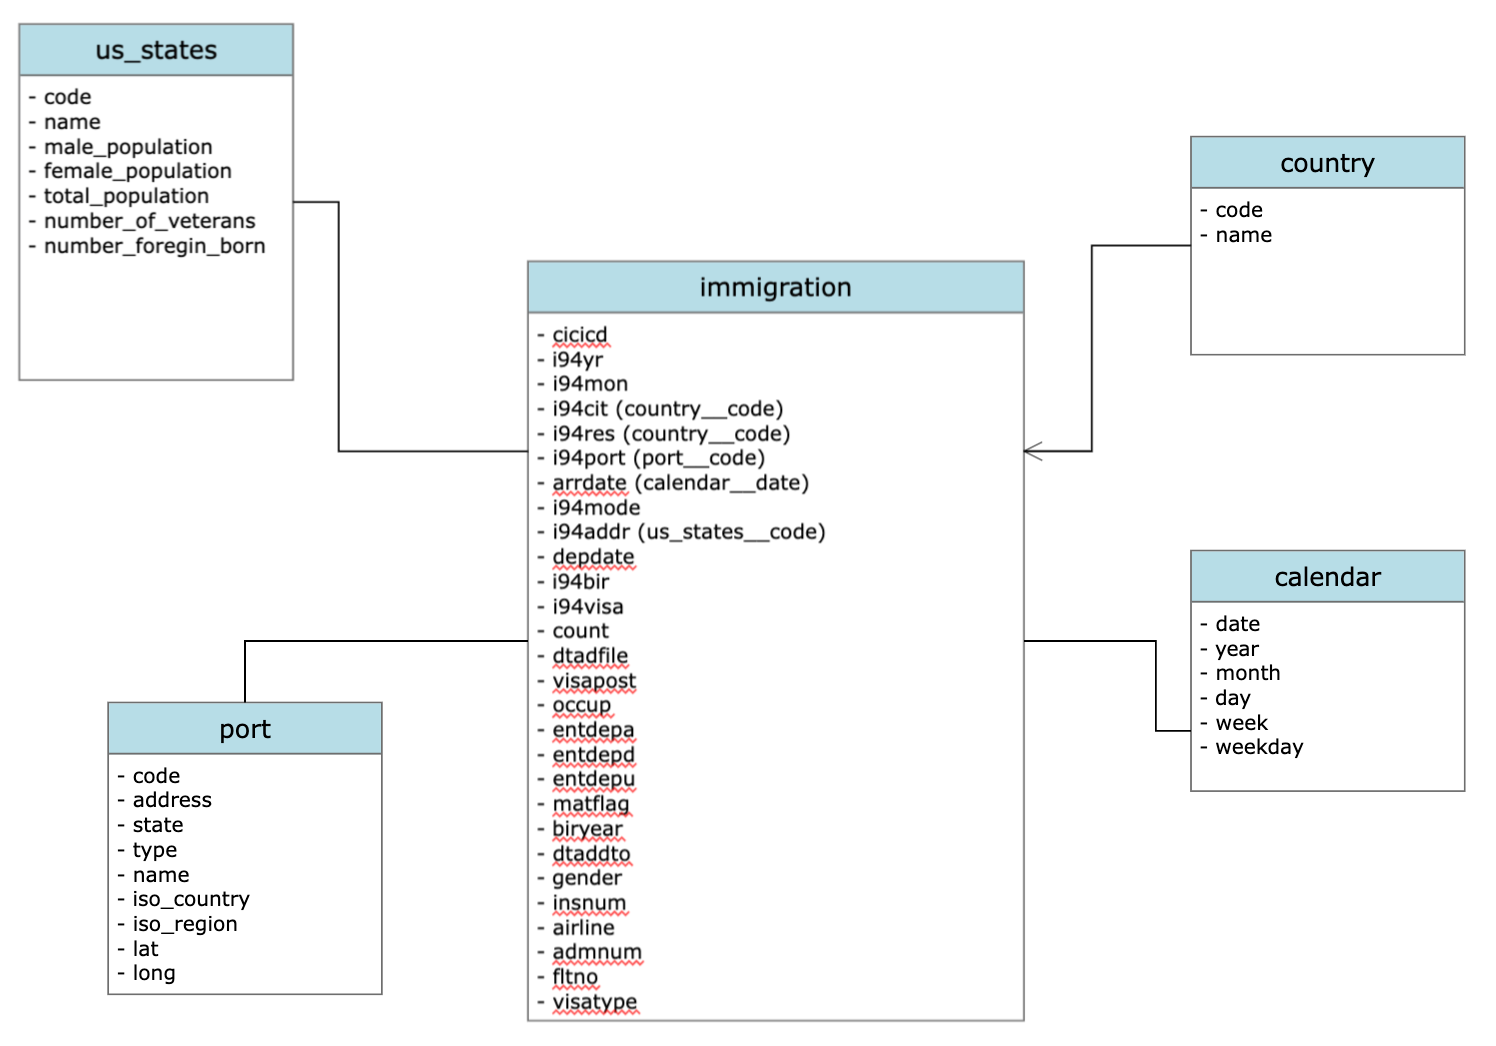 us_states
- code
- name
- male_population
- female_population
- total_population
- number_of_veterans
- number_foregin_born
country
- code
- name
immigration
- cicicd
- i94yr
- i94mon
- i94cit (country__code)
- i94res (country__code)
- i94port (port__code)
- arrdate (calendar__date)
- i94mode
- i94addr (us_states__code)
- depdate
- i94bir
- i94visa
- count
- dtadfile
- visapost
- occup
- entdepa
- entdepd
- entdepu
- matflag
- biryear
- dtaddto
- gender
- insnum
- airline
- admnum
- fltno
- visatype
calendar
- date
- year
- month
- day
- week
- weekday
port
- code
- address
- state
- type
- name
- iso_country
- iso_region
- lat
- long